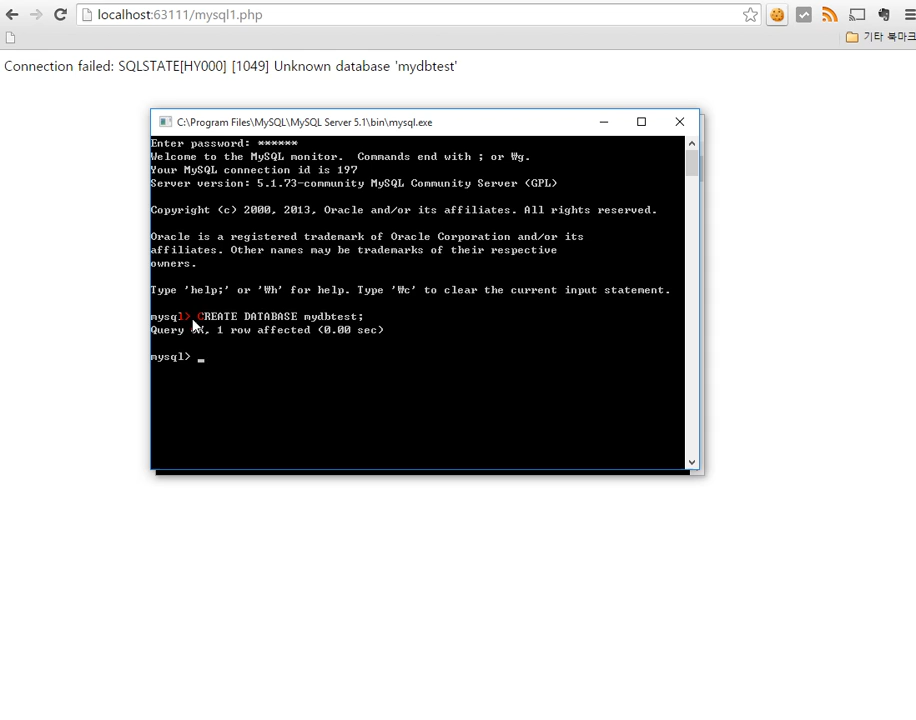 localhost:63111/mysql1.php
기타 북마크
Connection failed: SQLSTATE[HY000] [1049] Unknown database 'mydbtest'
C:\Program Files\MySQL\MySQL Server 5.1\bin\mysql.exe
Enter password: ******
Welcome to the MySQL monitor.  Commands end with ; or ₩g.
Your MySQL connection id is 197
Server version: 5.1.73-community MySQL Community Server (GPL)
Copyright (c) 2000, 2013, Oracle and/or its affiliates. All rights reserved.
Oracle is a registered trademark of Oracle Corporation and/or its
affiliates. Other names may be trademarks of their respective
owners.
Type 'help;' or '₩h' for help. Type '₩c' to clear the current input statement.
mysql> CREATE DATABASE mydbtest;
Query OK, 1 row affected (0.00 sec)
mysql> _